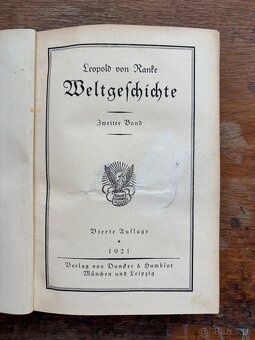 Leopold von Ranke
Weltgeschichte
Zweiter Band
Vierte Auflage
1921
Verlag von Duncker & Humblot
München und Leipzig